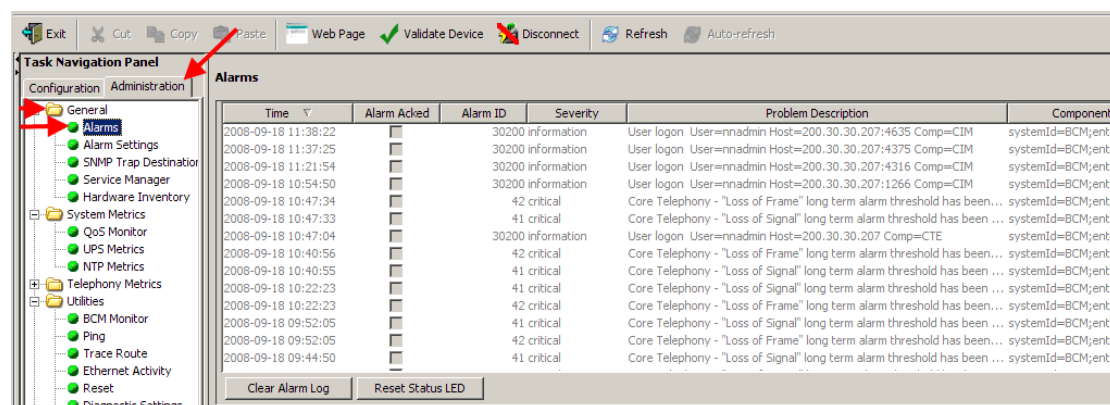 Exit Cut Copy Paste Web Page Validate Device Disconnect Refresh Auto-refresh
Task Navigation Panel
Configuration Administration
General
Alarms
Alarm Settings
SNMP Trap Destination
Service Manager
Hardware Inventory
System Metrics
QoS Monitor
UPS Metrics
NTP Metrics
Telephony Metrics
Utilities
BCM Monitor
Ping
Trace Route
Ethernet Activity
Reset
Diagnostic Settings
Alarms
Time Alarm Acked Alarm ID Severity Problem Description Component
2008-09-18 11:38:22 30200 information User logon User=nnadmin Host=200.30.30.207:4635 Comp=CIM systemId=BCM;ent
2008-09-18 11:37:25 30200 information User logon User=nnadmin Host=200.30.30.207:4375 Comp=CIM systemId=BCM;ent
2008-09-18 11:21:54 30200 information User logon User=nnadmin Host=200.30.30.207:4316 Comp=CIM systemId=BCM;ent
2008-09-18 10:54:50 30200 information User logon User=nnadmin Host=200.30.30.207:1266 Comp=CIM systemId=BCM;ent
2008-09-18 10:47:34 42 critical Core Telephony - "Loss of Frame" long term alarm threshold has been... systemId=BCM;ent
2008-09-18 10:47:33 41 critical Core Telephony - "Loss of Signal" long term alarm threshold has been ... systemId=BCM;ent
2008-09-18 10:47:04 30200 information User logon User=nnadmin Host=200.30.30.207 Comp=CTE systemId=BCM;ent
2008-09-18 10:40:56 42 critical Core Telephony - "Loss of Frame" long term alarm threshold has been... systemId=BCM;ent
2008-09-18 10:40:55 41 critical Core Telephony - "Loss of Signal" long term alarm threshold has been ... systemId=BCM;ent
2008-09-18 10:22:23 41 critical Core Telephony - "Loss of Signal" long term alarm threshold has been ... systemId=BCM;ent
2008-09-18 10:22:23 42 critical Core Telephony - "Loss of Frame" long term alarm threshold has been... systemId=BCM;ent
2008-09-18 09:52:05 41 critical Core Telephony - "Loss of Signal" long term alarm threshold has been ... systemId=BCM;ent
2008-09-18 09:52:05 42 critical Core Telephony - "Loss of Frame" long term alarm threshold has been... systemId=BCM;ent
2008-09-18 09:44:50 41 critical Core Telephony - "Loss of Signal" long term alarm threshold has been ... systemId=BCM;ent
Clear Alarm Log Reset Status LED